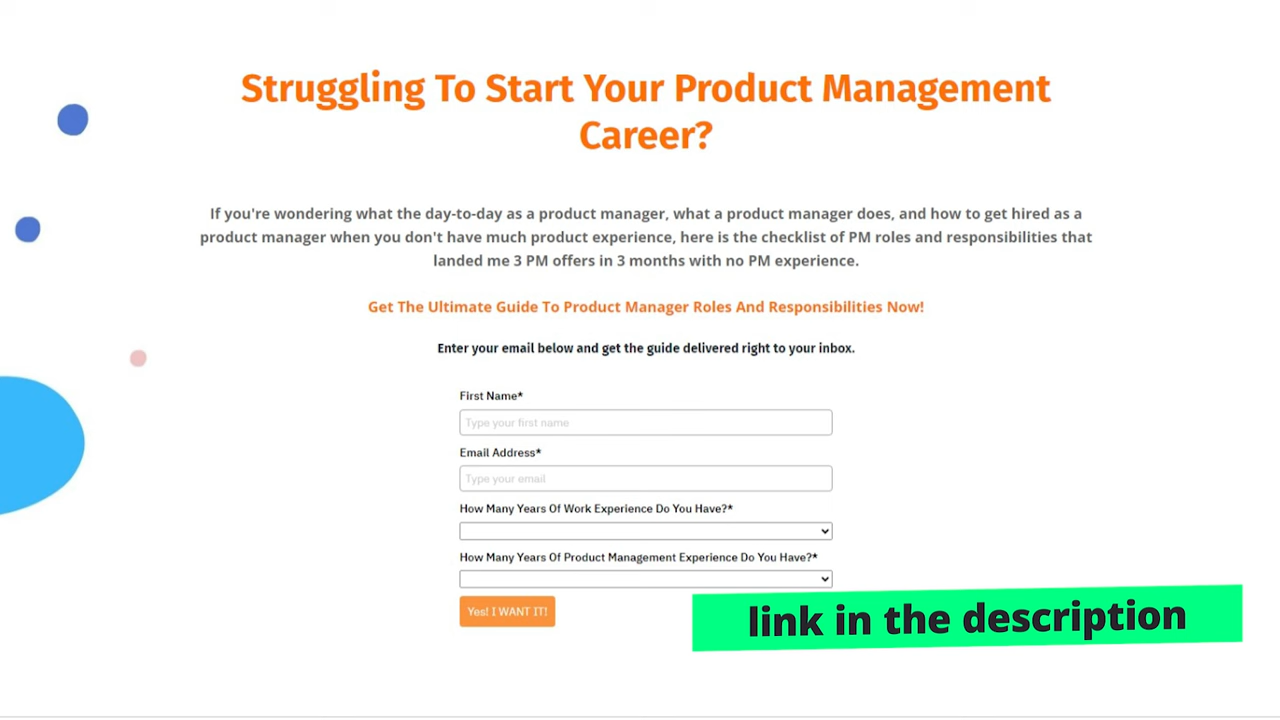 Struggling To Start Your Product Management
Career?
If you're wondering what the day-to-day as a product manager, what a product manager does, and how to get hired as a
product manager when you don't have much product experience, here is the checklist of PM roles and responsibilities that
landed me 3 PM offers in 3 months with no PM experience.
Get The Ultimate Guide To Product Manager Roles And Responsibilities Now!
Enter your email below and get the guide delivered right to your inbox.
First Name*
Type your first name
Email Address*
Type your email
How Many Years Of Work Experience Do You Have?*
How Many Years Of Product Management Experience Do You Have?*
Yes! I WANT IT!
link in the description